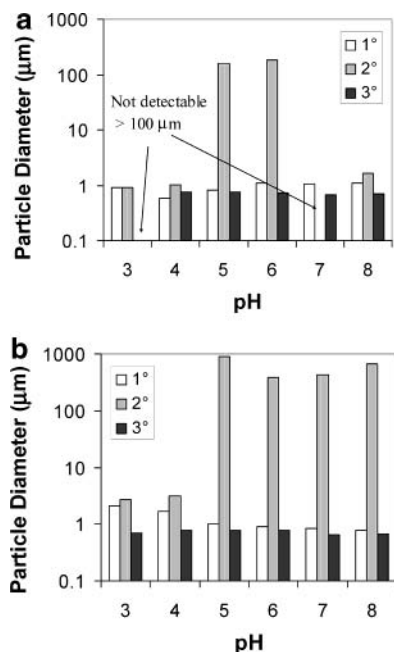 a
1000
100
10
1
0.1
Particle Diameter (μm)
Not detectable
> 100 μm
1°
2°
3°
3 4 5 6 7 8
pH
b
1000
100
10
1
0.1
Particle Diameter (μm)
1°
2°
3°
3 4 5 6 7 8
pH